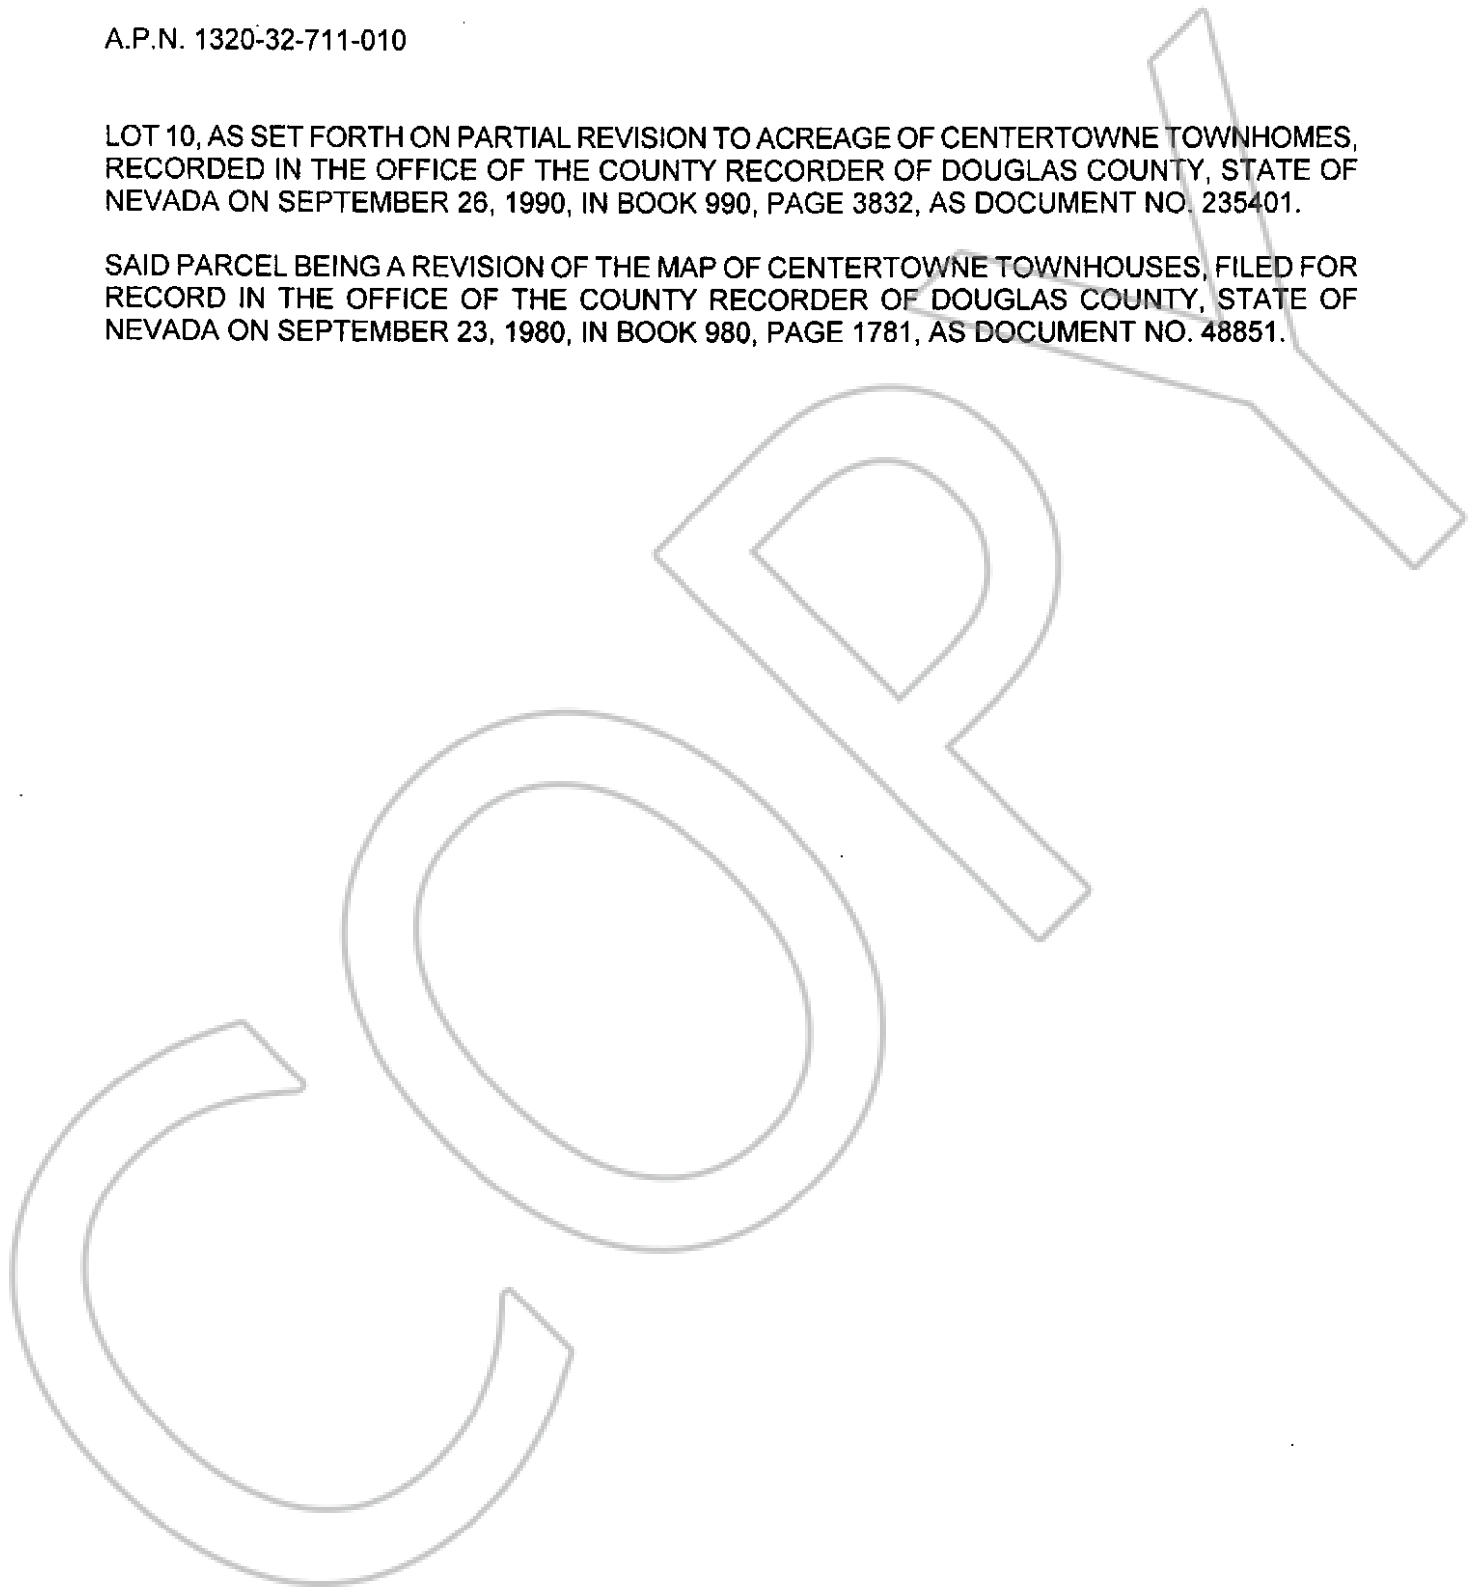 A.P.N. 1320-32-711-010
LOT 10, AS SET FORTH ON PARTIAL REVISION TO ACREAGE OF CENTERTOWNE TOWNHOMES,
RECORDED IN THE OFFICE OF THE COUNTY RECORDER OF DOUGLAS COUNTY, STATE OF
NEVADA ON SEPTEMBER 26, 1990, IN BOOK 990, PAGE 3832, AS DOCUMENT NO. 235401.
SAID PARCEL BEING A REVISION OF THE MAP OF CENTERTOWNE TOWNHOUSES, FILED FOR
RECORD IN THE OFFICE OF THE COUNTY RECORDER OF DOUGLAS COUNTY, STATE OF
NEVADA ON SEPTEMBER 23, 1980, IN BOOK 980, PAGE 1781, AS DOCUMENT NO. 48851.
COPY